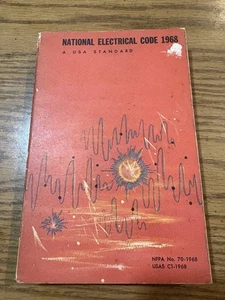 NATIONAL ELECTRICAL CODE 1968
A USA STANDARD
NFPA No. 70-1968
USAS C1-1968